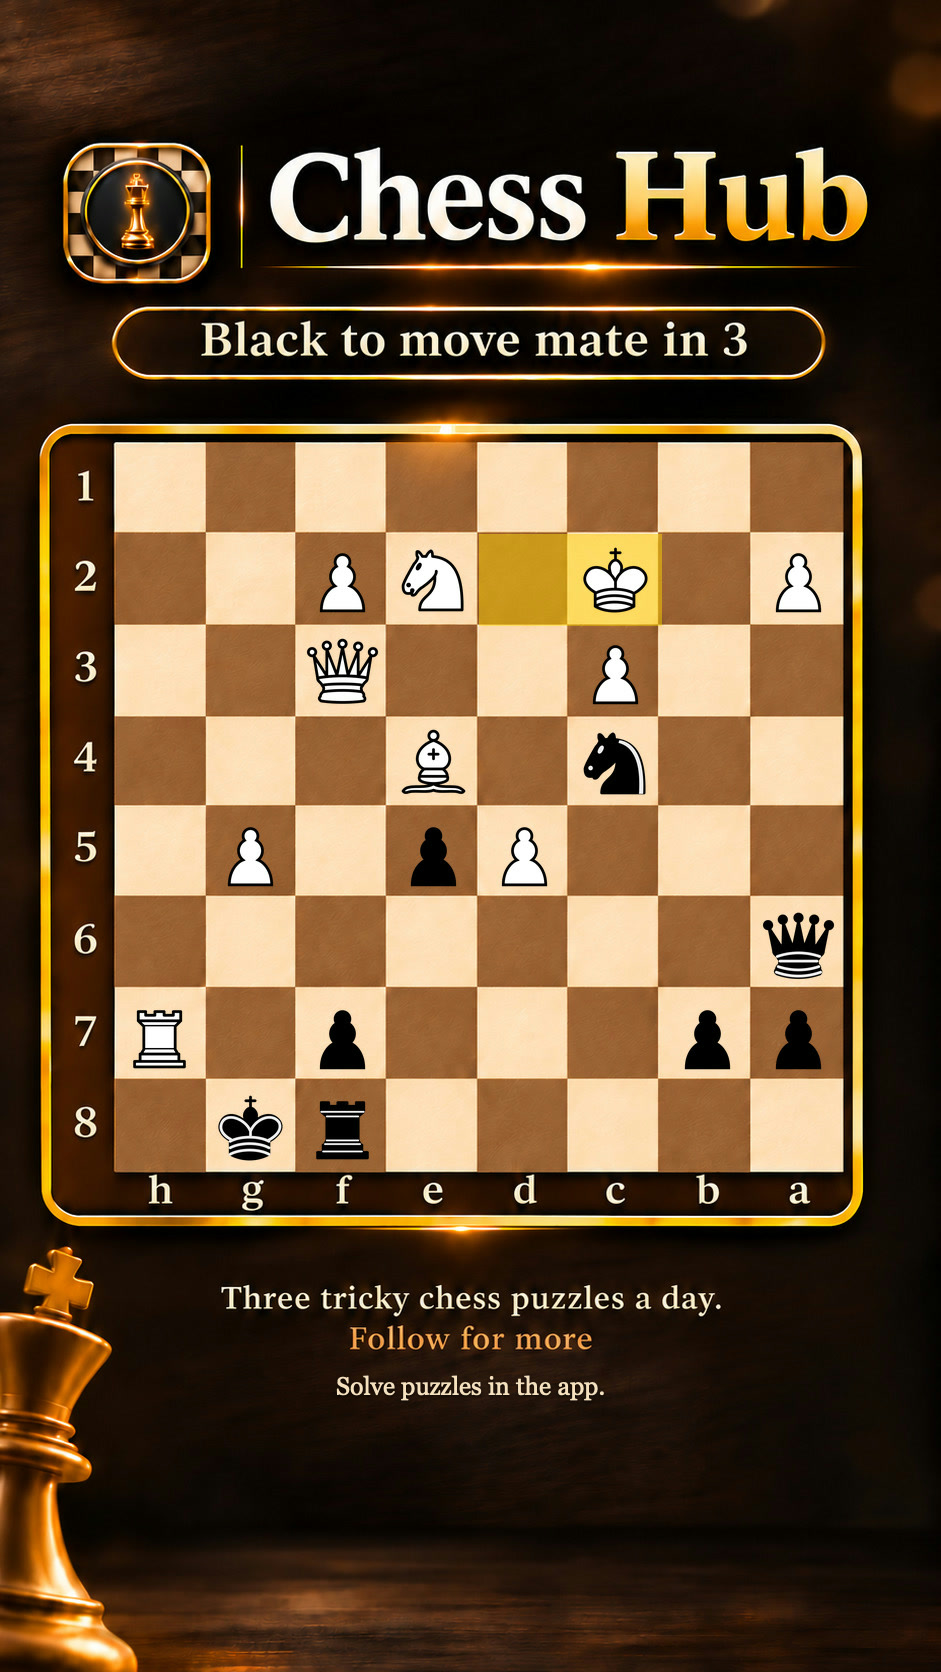 Chess Hub
Black to move mate in 3
1
2
3
4
5
6
7
8
h g f e d c b a
Three tricky chess puzzles a day.
Follow for more
Solve puzzles in the app.